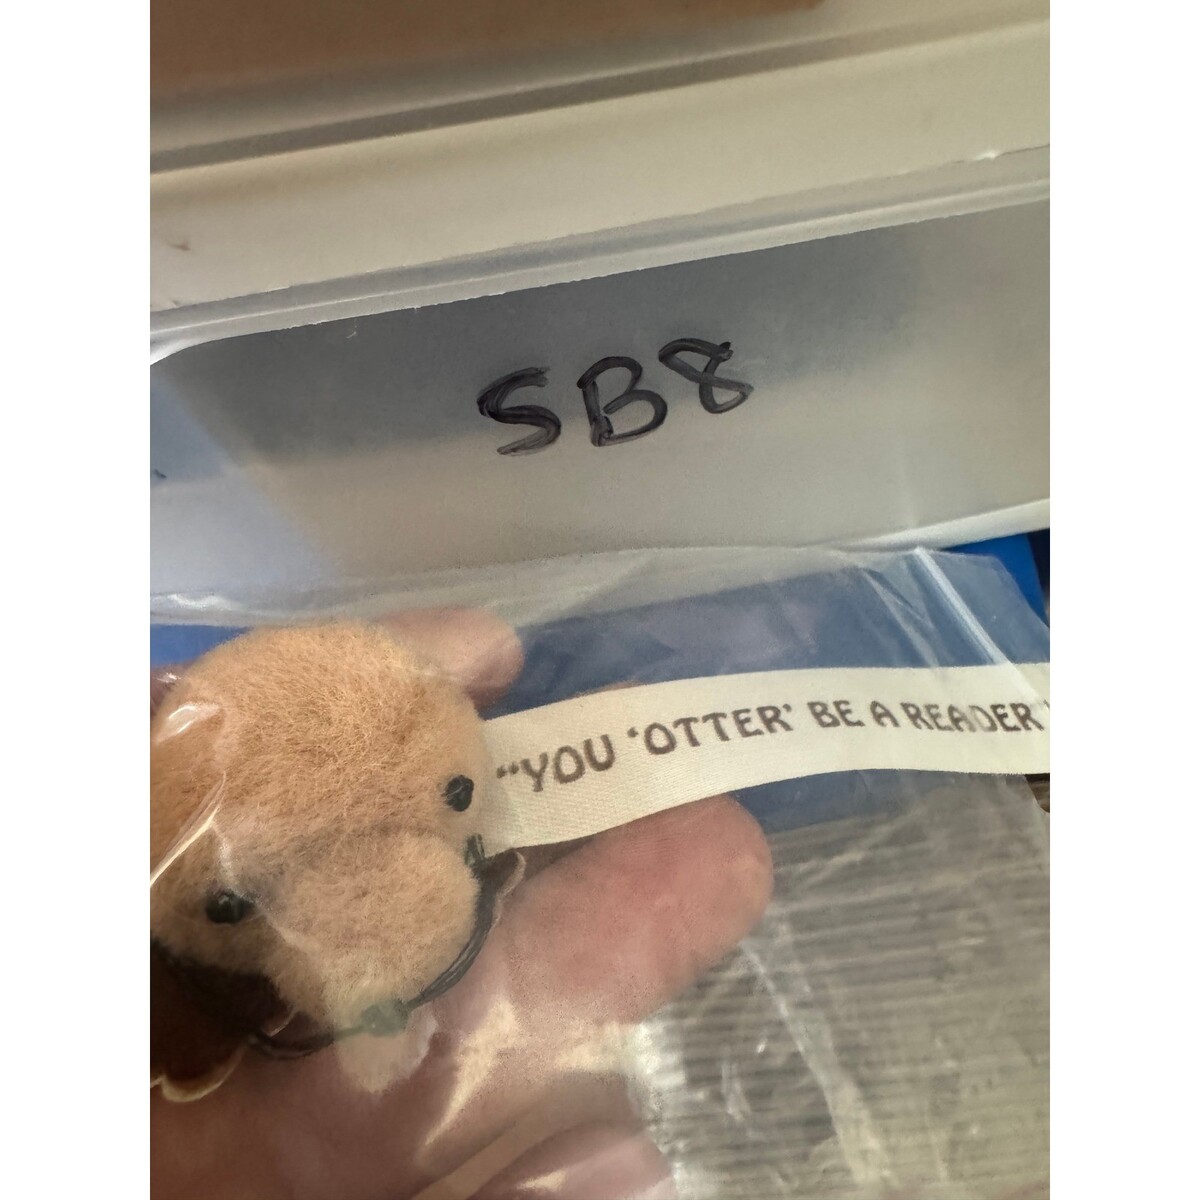 SB8
“YOU ‘OTTER’ BE A READER”